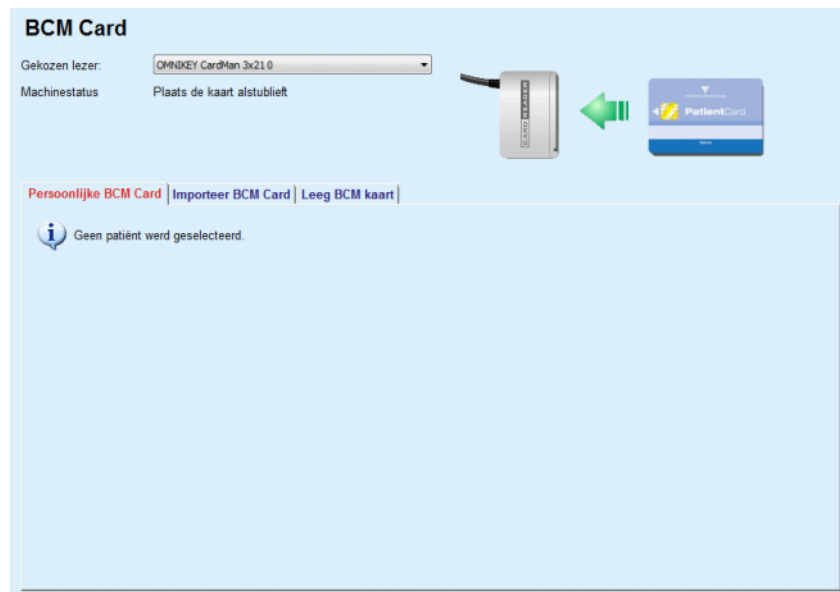 BCM Card
Gekozen lezer: OMNIKEY CardMan 3x21 0
Machinestatus Plaats de kaart alstublieft
CARD READER
PatientCard
Name
Persoonlijke BCM Card Importeer BCM Card Leeg BCM kaart
Geen patiënt werd geselecteerd.